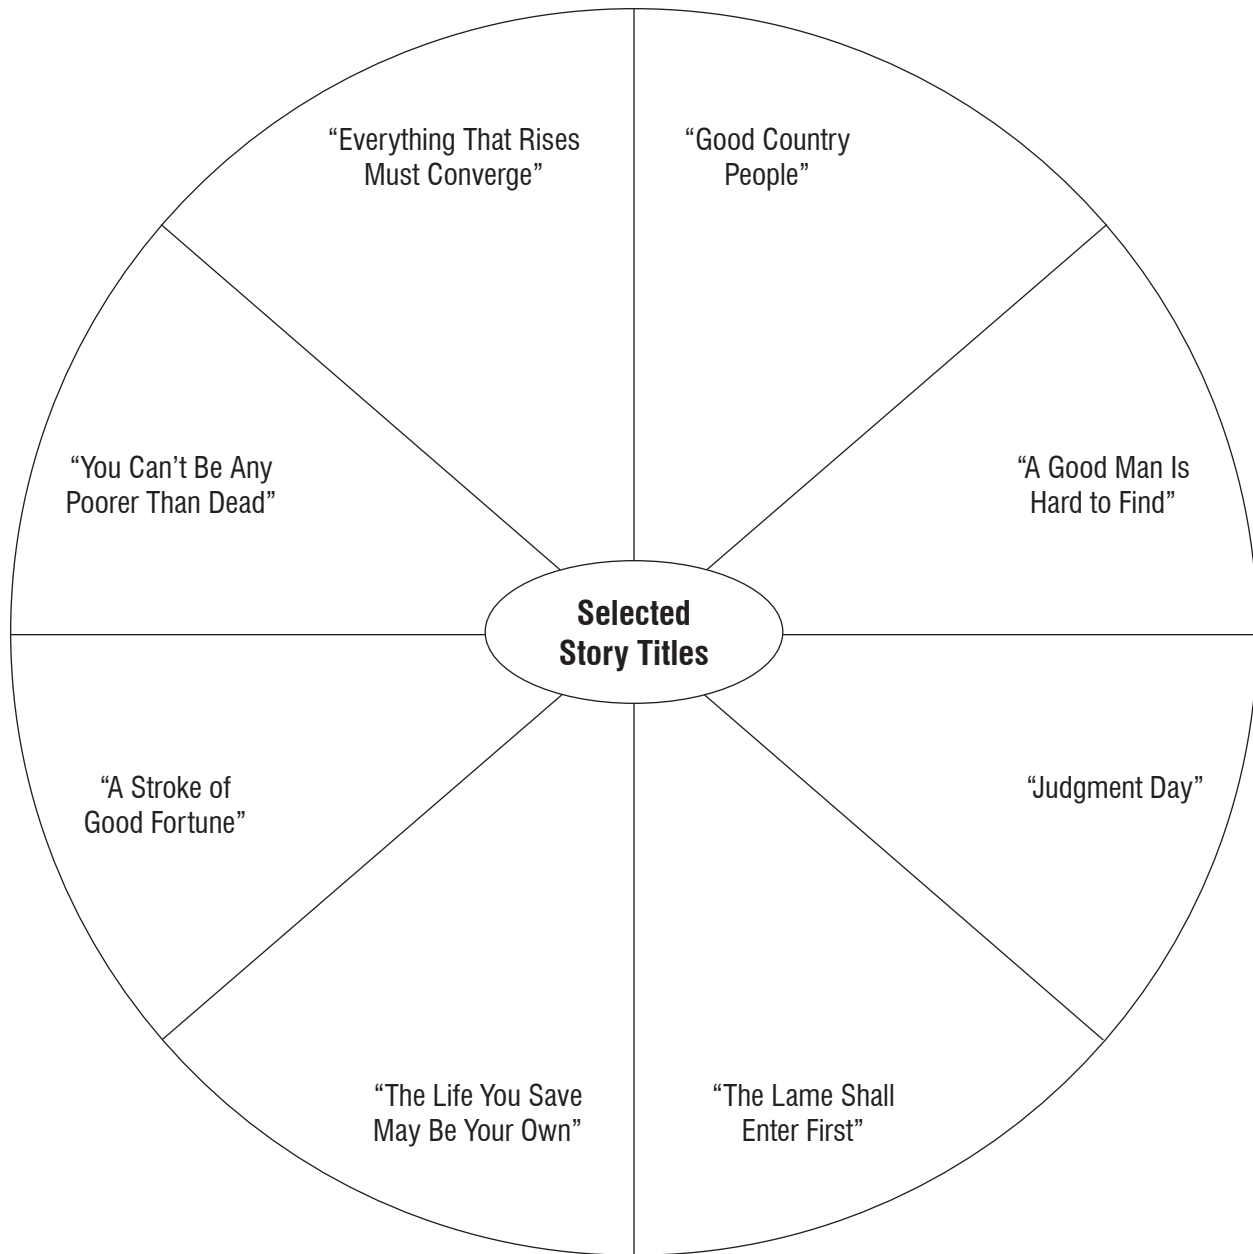 “Everything That Rises
Must Converge”
“Good Country
People”
“You Can’t Be Any
Poorer Than Dead”
“A Good Man Is
Hard to Find”
Selected
Story Titles
“A Stroke of
Good Fortune”
“Judgment Day”
“The Life You Save
May Be Your Own”
“The Lame Shall
Enter First”